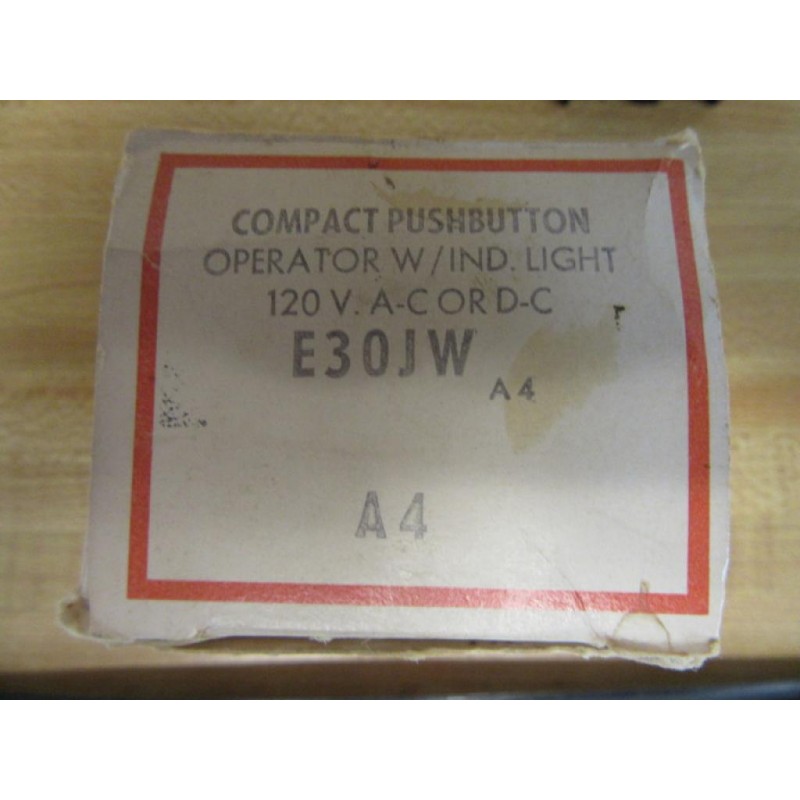 COMPACT PUSHBUTTON
OPERATOR W/IND. LIGHT
120 V. A-C OR D-C
E30JW
A4
A4